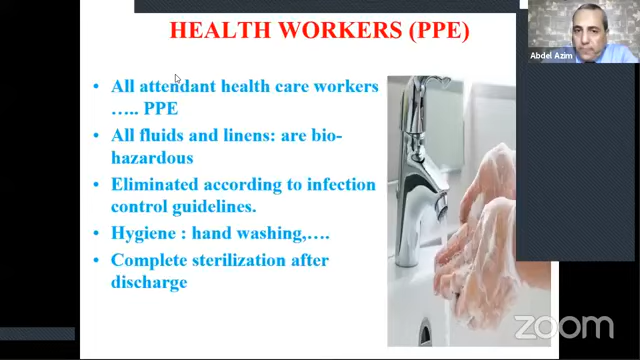 HEALTH WORKERS (PPE)
Abdel Azim
• All attendant health care workers
….. PPE
• All fluids and linens: are bio-
hazardous
• Eliminated according to infection
control guidelines.
• Hygiene : hand washing,….
• Complete sterilization after
discharge
zoom